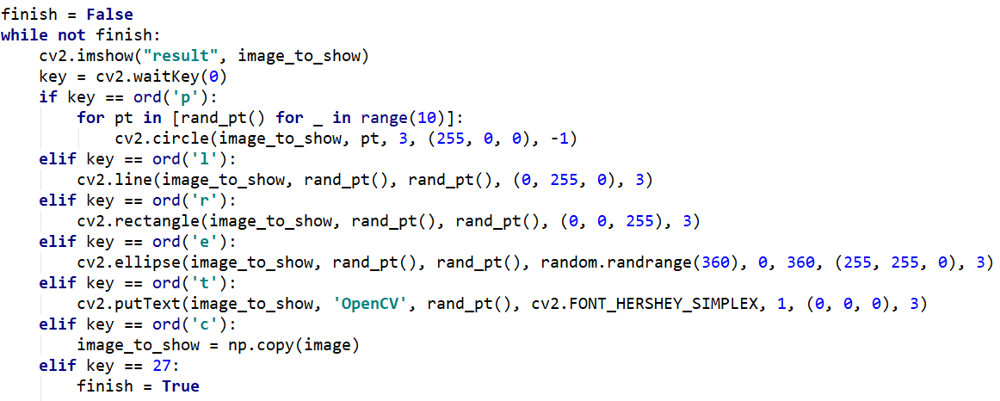 finish = False
while not finish:
    cv2.imshow("result", image_to_show)
    key = cv2.waitKey(0)
    if key == ord('p'):
        for pt in [rand_pt() for _ in range(10)]:
            cv2.circle(image_to_show, pt, 3, (255, 0, 0), -1)
    elif key == ord('l'):
        cv2.line(image_to_show, rand_pt(), rand_pt(), (0, 255, 0), 3)
    elif key == ord('r'):
        cv2.rectangle(image_to_show, rand_pt(), rand_pt(), (0, 0, 255), 3)
    elif key == ord('e'):
        cv2.ellipse(image_to_show, rand_pt(), rand_pt(), random.randrange(360), 0, 360, (255, 255, 0), 3)
    elif key == ord('t'):
        cv2.putText(image_to_show, 'OpenCV', rand_pt(), cv2.FONT_HERSHEY_SIMPLEX, 1, (0, 0, 0), 3)
    elif key == ord('c'):
        image_to_show = np.copy(image)
    elif key == 27:
        finish = True